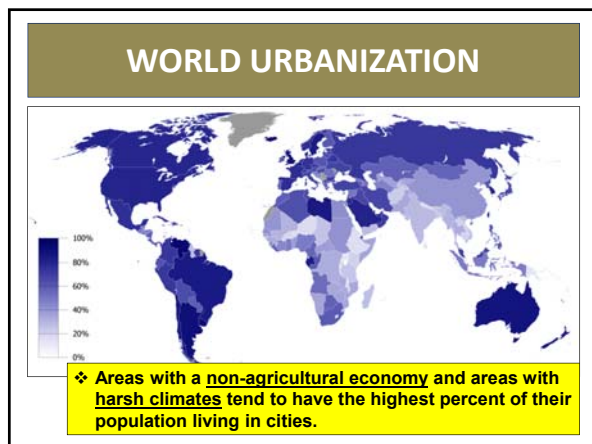 WORLD URBANIZATION
100%
80%
60%
40%
20%
0%
❖ Areas with a non-agricultural economy and areas with
harsh climates tend to have the highest percent of their
population living in cities.